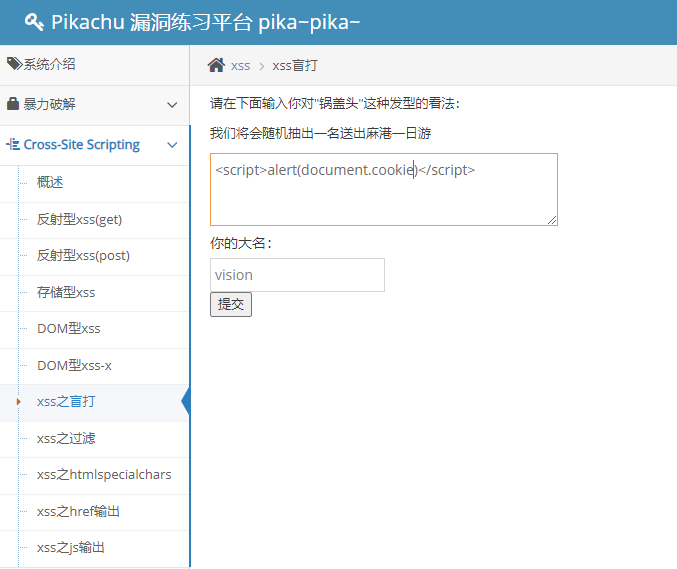 Pikachu 漏洞练习平台 pika~pika~
系统介绍
暴力破解
Cross-Site Scripting
概述
反射型xss(get)
反射型xss(post)
存储型xss
DOM型xss
DOM型xss-x
xss之盲打
xss之过滤
xss之htmlspecialchars
xss之href输出
xss之js输出
xss > xss盲打
请在下面输入你对"锅盖头"这种发型的看法:
我们将会随机抽出一名送出麻港一日游
<script>alert(document.cookie)</script>
你的大名:
vision
提交